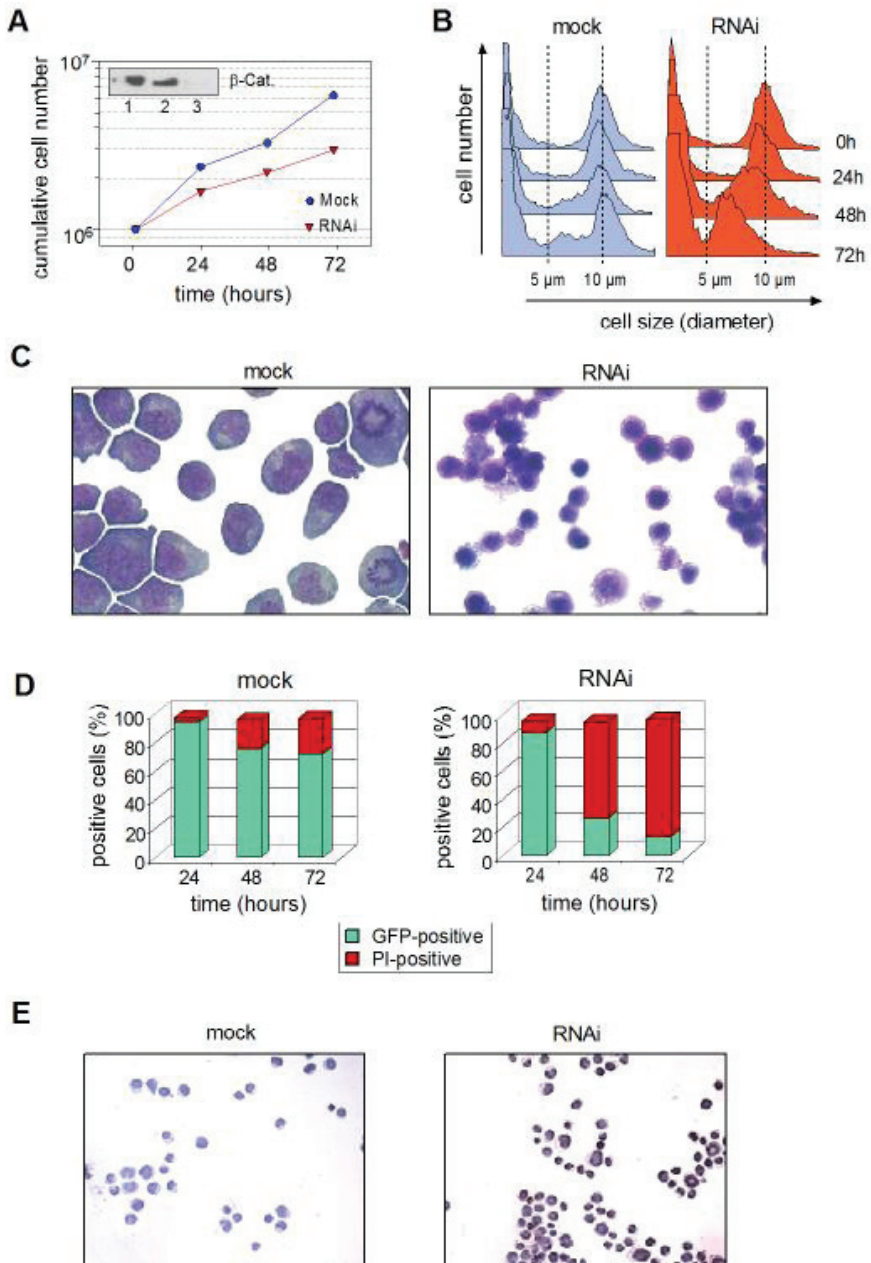 A
cumulative cell number
10⁷
10⁶
β-Cat.
1 2 3
Mock
RNAi
0 24 48 72
time (hours)
B
mock RNAi
cell number
0h
24h
48h
72h
5 µm 10 µm 5 µm 10 µm
cell size (diameter)
C
mock RNAi
D
mock
positive cells (%)
100
80
60
40
20
0
24 48 72
time (hours)
RNAi
positive cells (%)
100
80
60
40
20
0
24 48 72
time (hours)
GFP-positive
PI-positive
E
mock RNAi